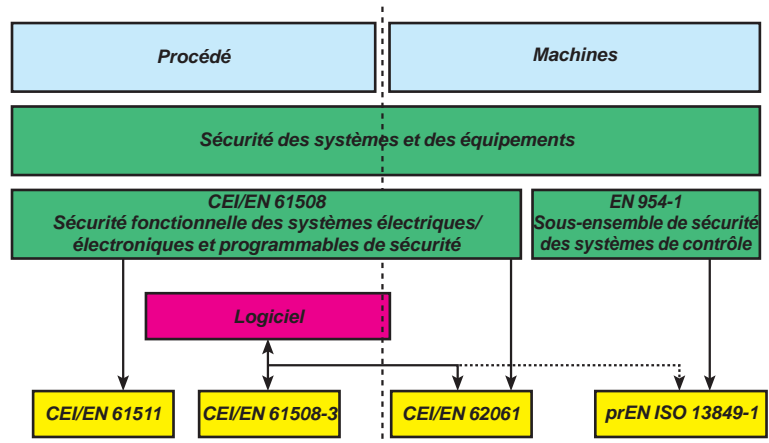 Procédé
Machines
Sécurité des systèmes et des équipements
CEI/EN 61508
Sécurité fonctionnelle des systèmes électriques/
électroniques et programmables de sécurité
EN 954-1
Sous-ensemble de sécurité
des systèmes de contrôle
Logiciel
CEI/EN 61511
CEI/EN 61508-3
CEI/EN 62061
prEN ISO 13849-1